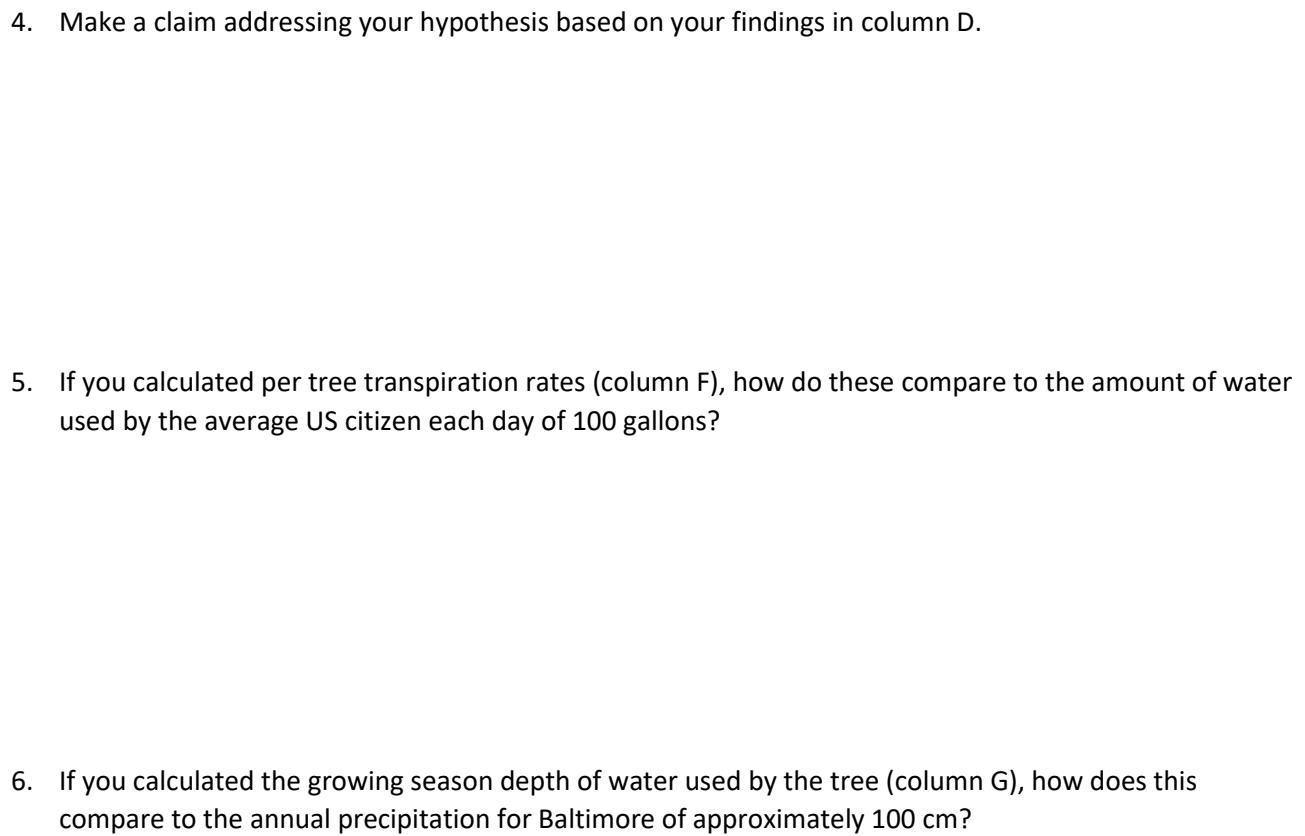 4. Make a claim addressing your hypothesis based on your findings in column D.
5. If you calculated per tree transpiration rates (column F), how do these compare to the amount of water
used by the average US citizen each day of 100 gallons?
6. If you calculated the growing season depth of water used by the tree (column G), how does this
compare to the annual precipitation for Baltimore of approximately 100 cm?